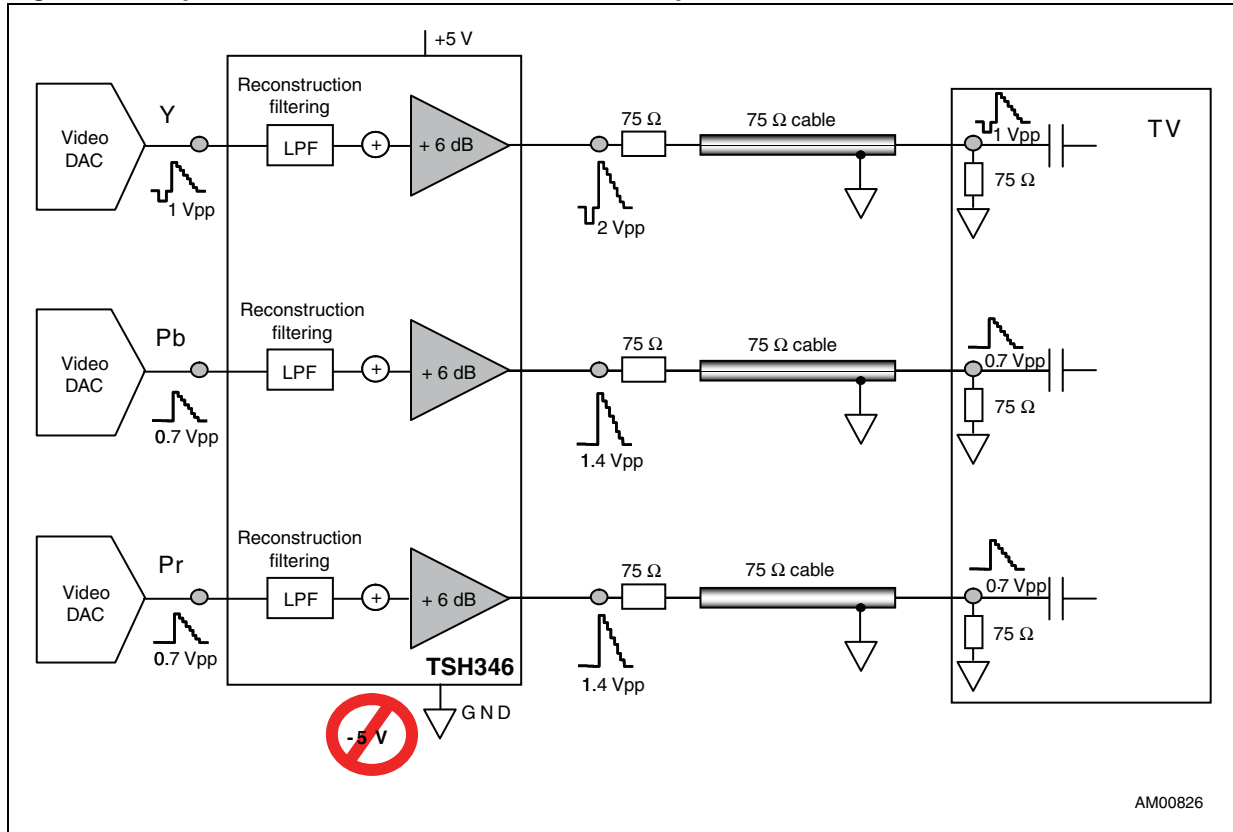 +5 V
Reconstruction
filtering
Y
Video
DAC
LPF
+
+ 6 dB
1 Vpp
75 Ω
75 Ω cable
2 Vpp
1 Vpp
TV
75 Ω
Reconstruction
filtering
Pb
Video
DAC
LPF
+
+ 6 dB
0.7 Vpp
75 Ω
75 Ω cable
1.4 Vpp
0.7 Vpp
75 Ω
Reconstruction
filtering
Pr
Video
DAC
LPF
+
+ 6 dB
0.7 Vpp
75 Ω
75 Ω cable
1.4 Vpp
0.7 Vpp
75 Ω
TSH346
GND
-5 V
AM00826